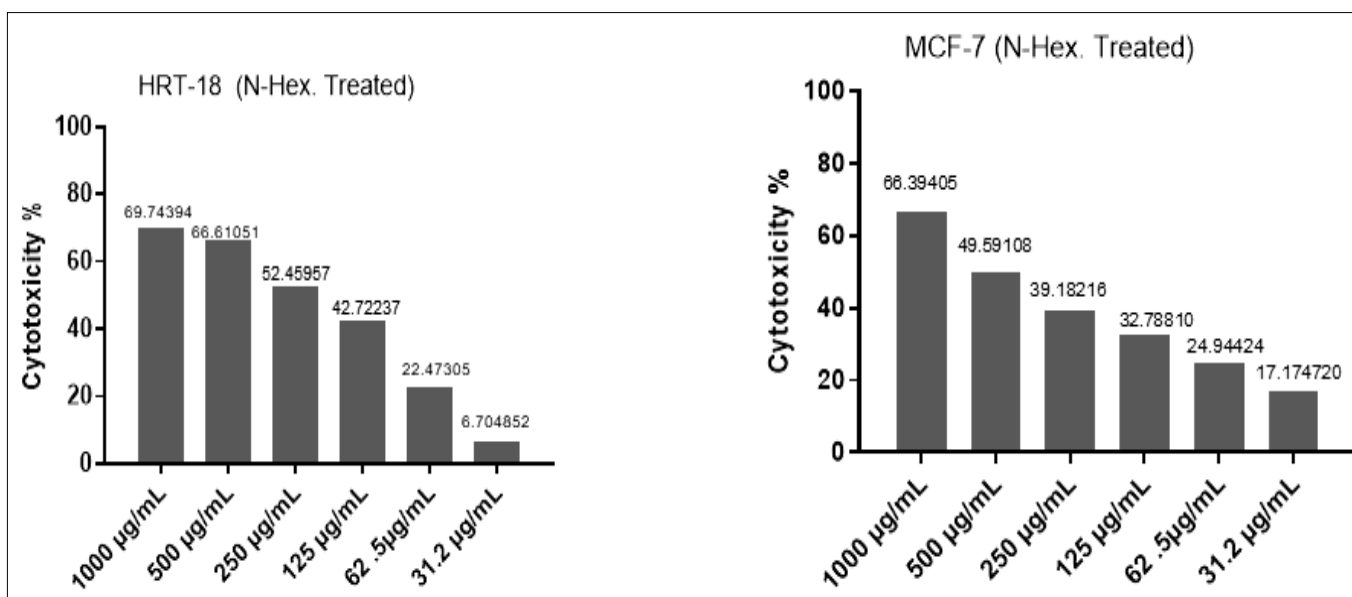 HRT-18 (N-Hex. Treated)
Cytotoxicity %
100
80
60
40
20
0
69.74394
66.61051
52.45957
42.72237
22.47305
6.704852
1000 µg/mL
500 µg/mL
250 µg/mL
125 µg/mL
62 .5µg/mL
31.2 µg/mL
MCF-7 (N-Hex. Treated)
Cytotoxicity %
100
80
60
40
20
0
66.39405
49.59108
39.18216
32.78810
24.94424
17.174720
1000 µg/mL
500 µg/mL
250 µg/mL
125 µg/mL
62 .5µg/mL
31.2 µg/mL